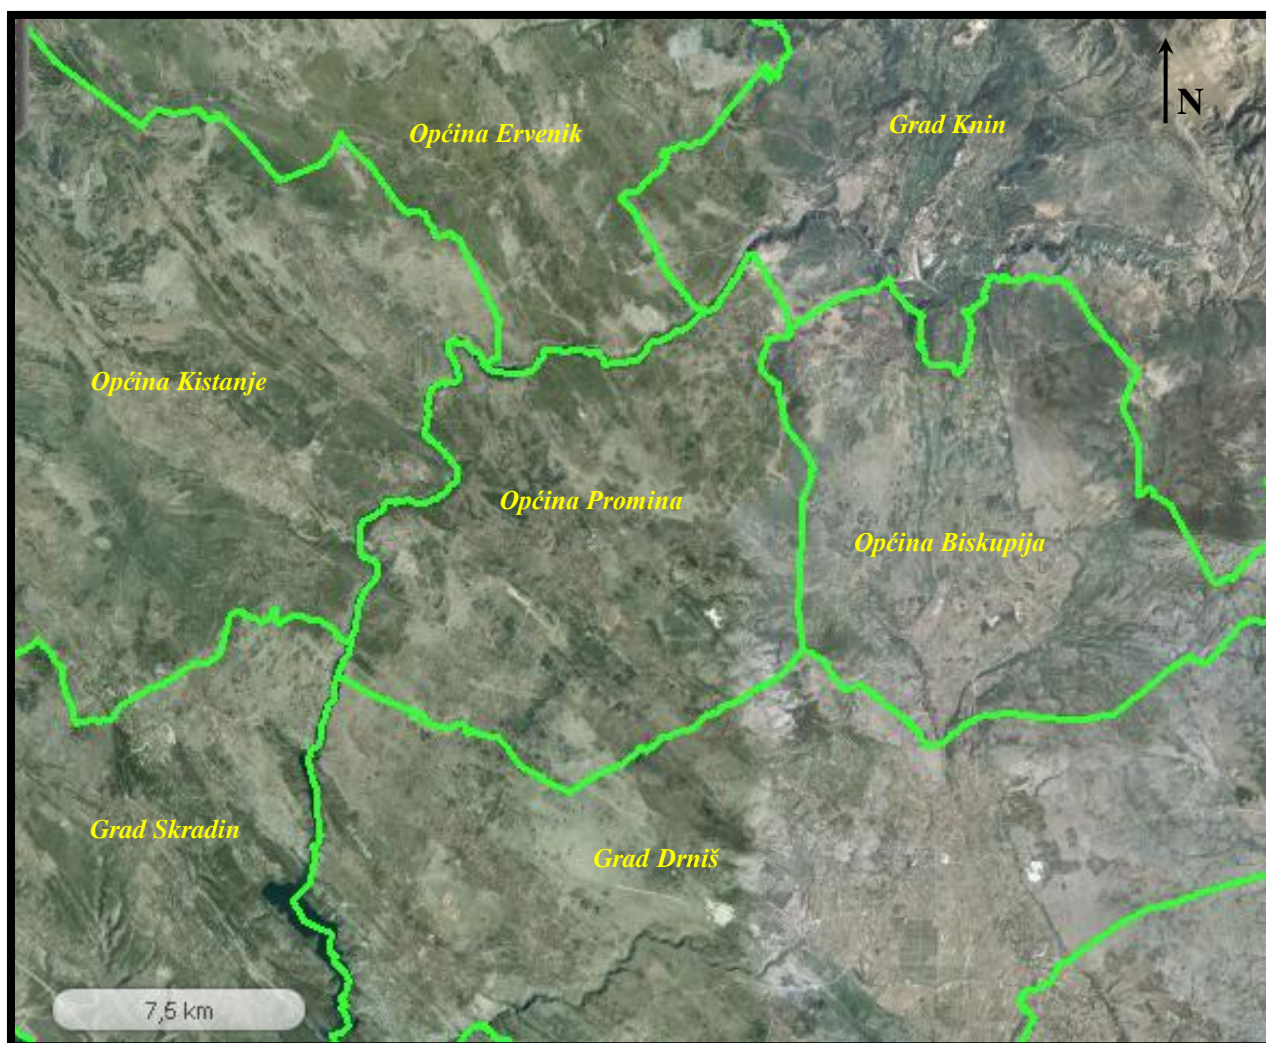 Općina Ervenik
Grad Knin
N
Općina Kistanje
Općina Promina
Općina Biskupija
Grad Skradin
Grad Drniš
7,5 km